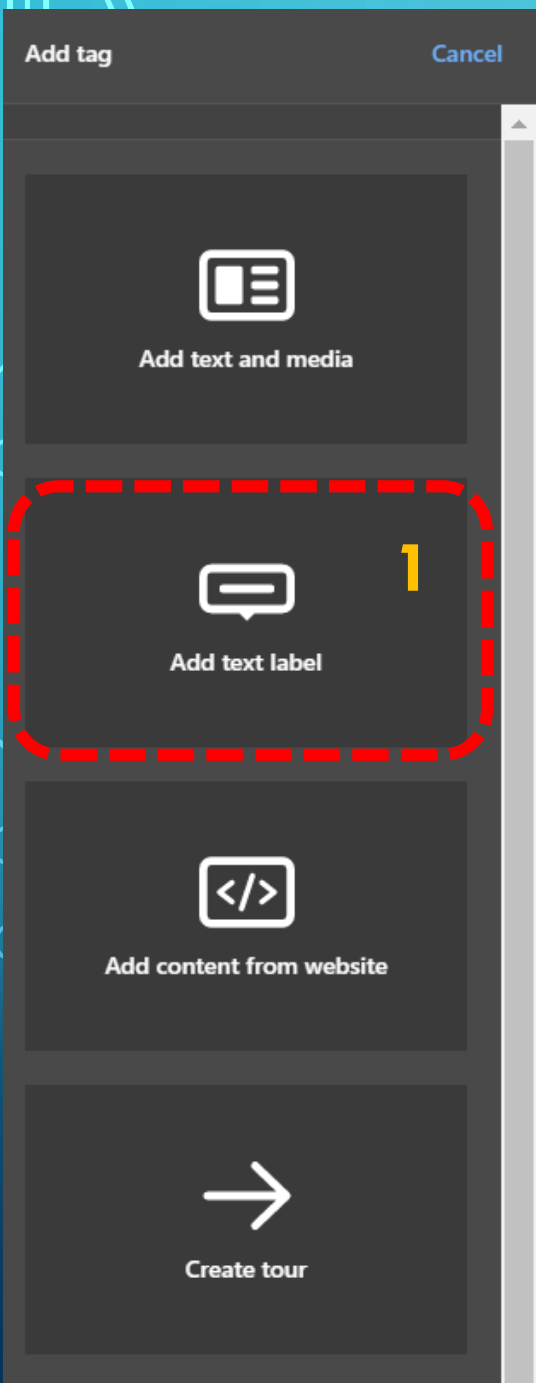 Add tag
Cancel
Add text and media
1
Add text label
</>
Add content from website
Create tour